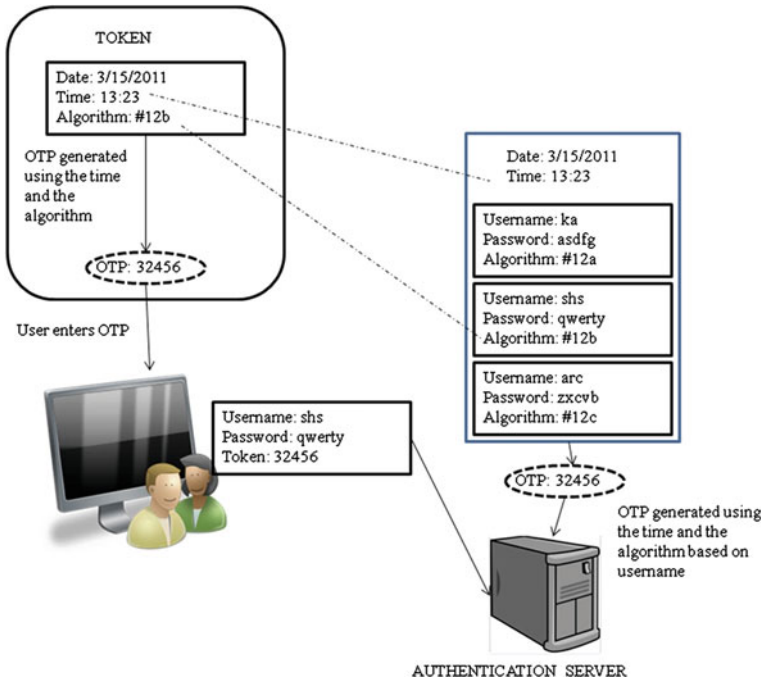 TOKEN
Date: 3/15/2011
Time: 13:23
Algorithm: #12b
OTP generated
using the time
and the
algorithm
OTP: 32456
User enters OTP
Username: shs
Password: qwerty
Token: 32456
Date: 3/15/2011
Time: 13:23
Username: ka
Password: asdfg
Algorithm: #12a
Username: shs
Password: qwerty
Algorithm: #12b
Username: arc
Password: zxcvb
Algorithm: #12c
OTP: 32456
OTP generated using
the time and the
algorithm based on
username
AUTHENTICATION SERVER